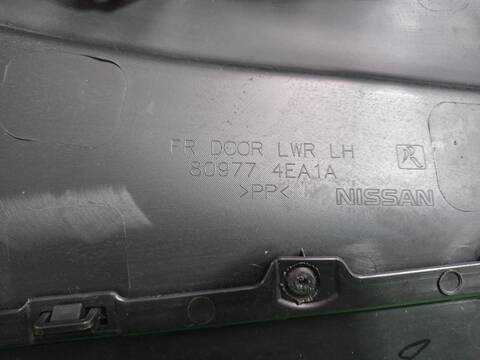 FR DOOR LWR LH
80977 4EA1A
>PP<
NISSAN